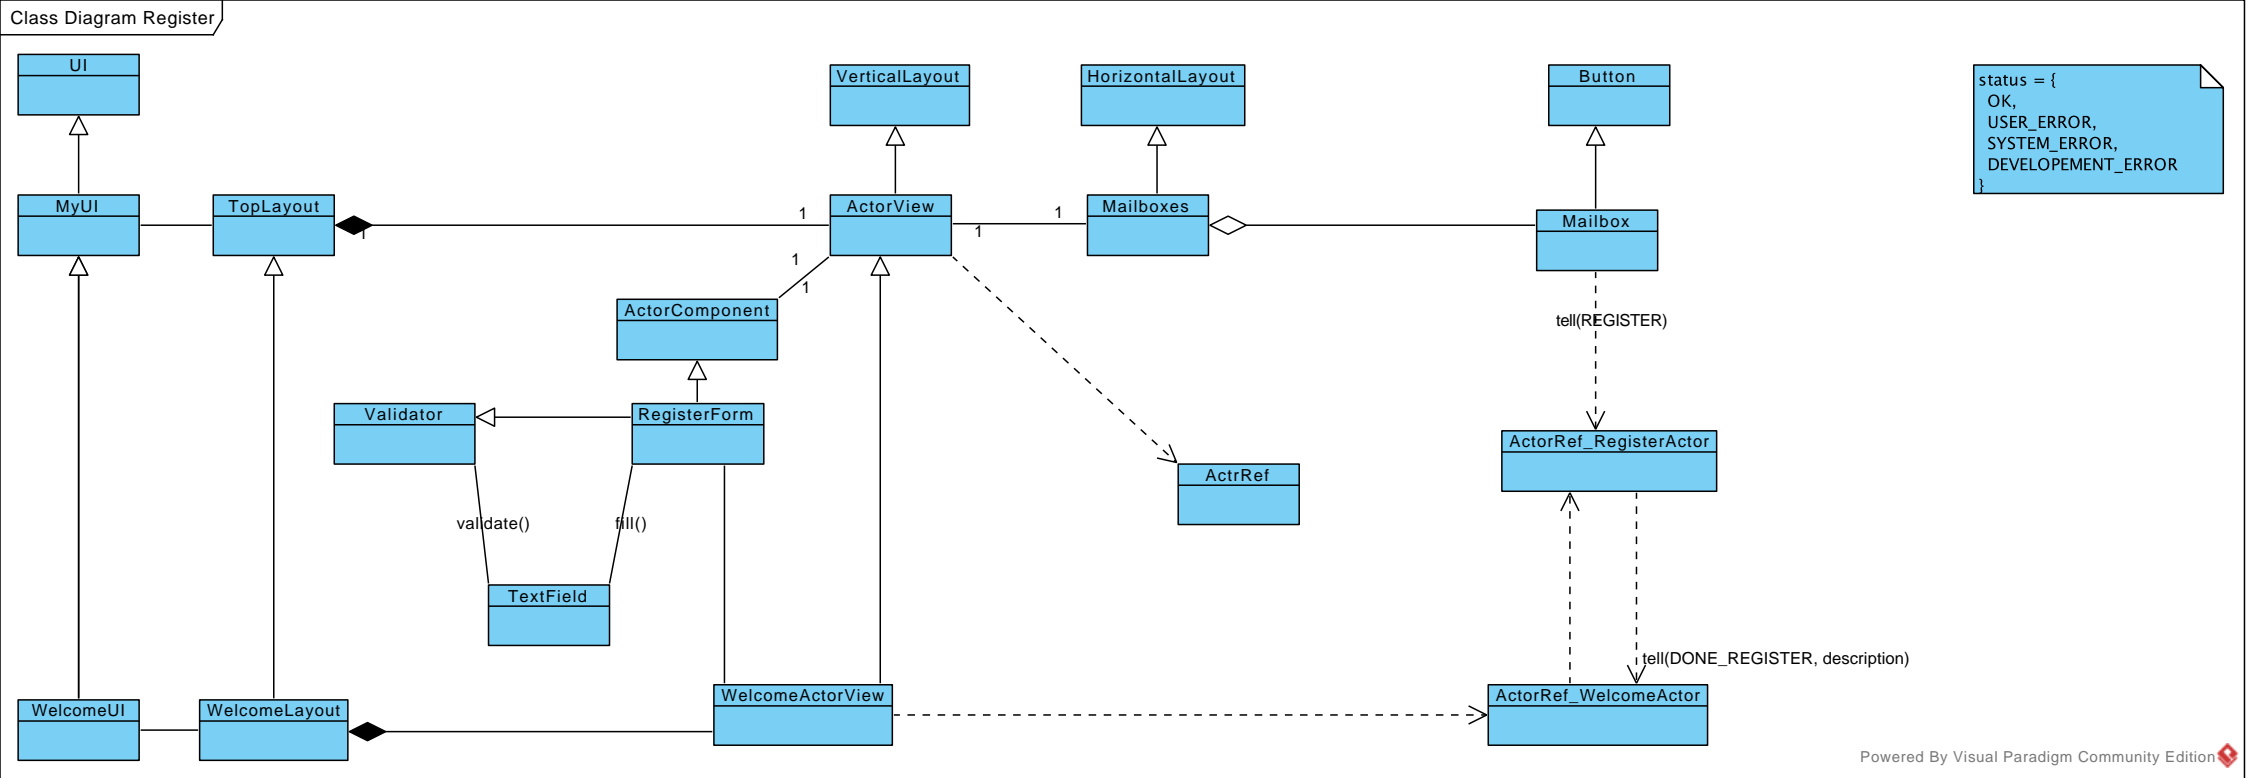 Class Diagram Register
UI
VerticalLayout
HorizontalLayout
Button
status = {
OK,
USER_ERROR,
SYSTEM_ERROR,
DEVELOPEMENT_ERROR
}
MyUI
TopLayout
1
1
ActorView
1
1
Mailboxes
Mailbox
1
1
ActorComponent
tell(REGISTER)
Validator
RegisterForm
ActorRef_RegisterActor
ActrRef
validate()
fill()
TextField
tell(DONE_REGISTER, description)
WelcomeUI
WelcomeLayout
WelcomeActorView
ActorRef_WelcomeActor
Powered By Visual Paradigm Community Edition